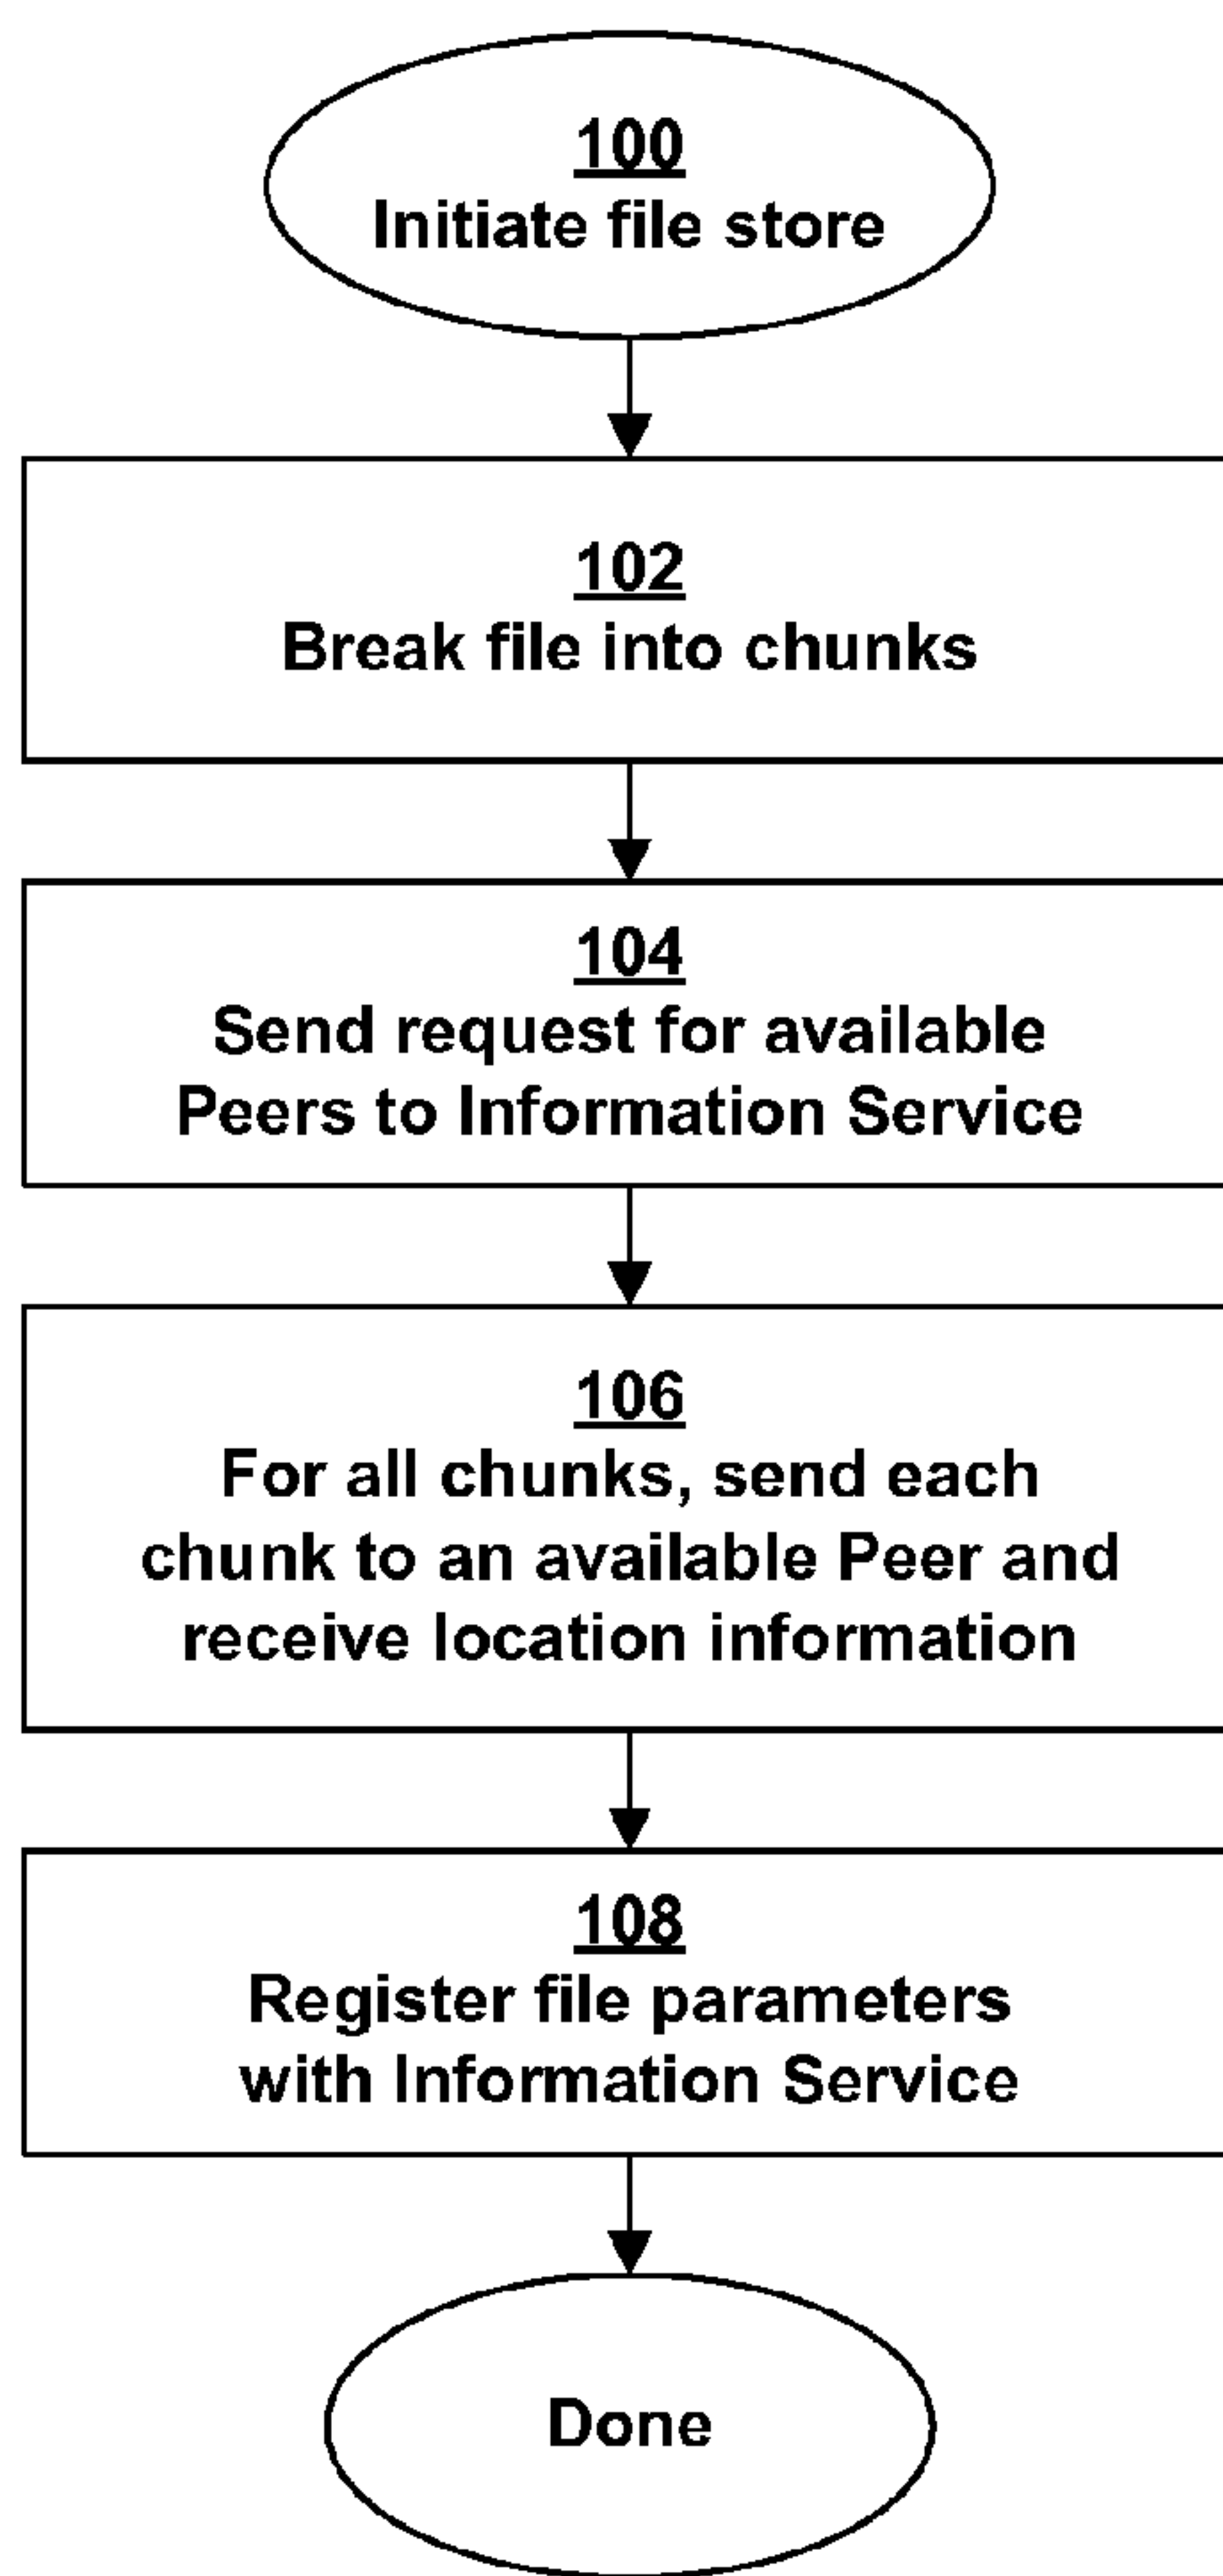 100
Initiate file store
102
Break file into chunks
104
Send request for available
Peers to Information Service
106
For all chunks, send each
chunk to an available Peer and
receive location information
108
Register file parameters
with Information Service
Done